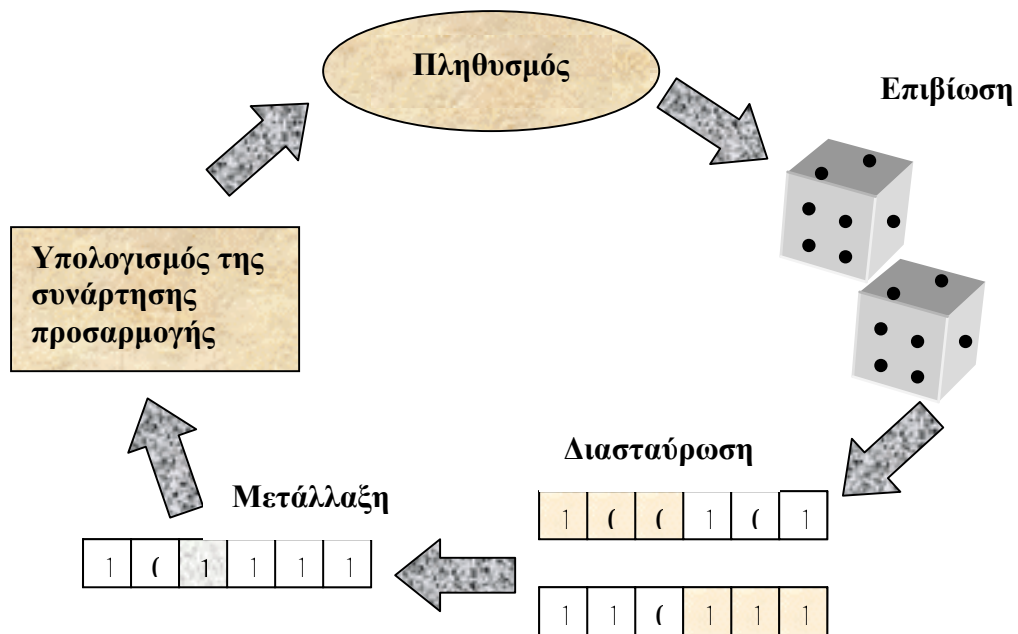 Πληθυσμός
Επιβίωση
Υπολογισμός της
συνάρτησης
προσαρμογής
Διασταύρωση
1 ( ( 1 ( 1
Μετάλλαξη
1 ( 1 1 1 1
1 1 ( 1 1 1